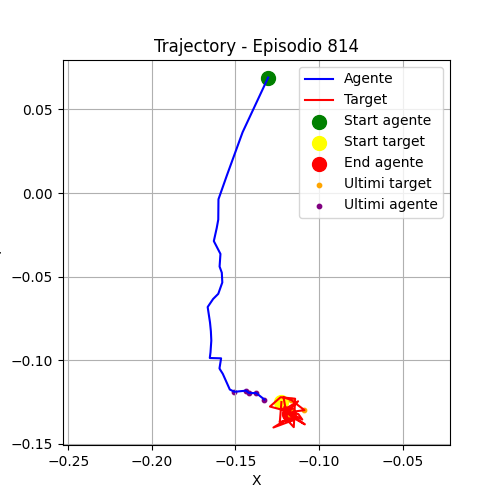 Trajectory - Episodio 814
Agente
Target
Start agente
Start target
End agente
Ultimi target
Ultimi agente
0.05
0.00
−0.05
−0.10
−0.15
−0.25
−0.20
−0.15
−0.10
−0.05
X